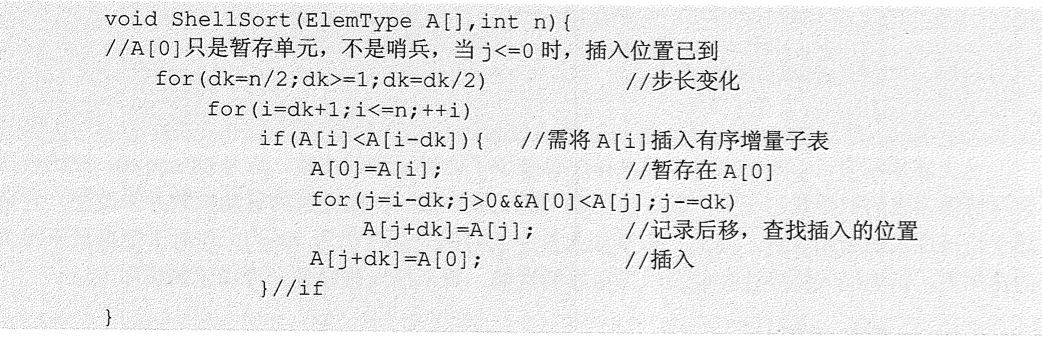 void ShellSort(ElemType A[],int n){
//A[0]只是暂存单元，不是哨兵，当j<=0时，插入位置已到
    for(dk=n/2;dk>=1;dk=dk/2)           //步长变化
        for(i=dk+1;i<=n;++i)
            if(A[i]<A[i-dk]){   //需将A[i]插入有序增量子表
                A[0]=A[i];              //暂存在A[0]
                for(j=i-dk;j>0&&A[0]<A[j];j-=dk)
                    A[j+dk]=A[j];       //记录后移，查找插入的位置
                A[j+dk]=A[0];           //插入
            }//if
}